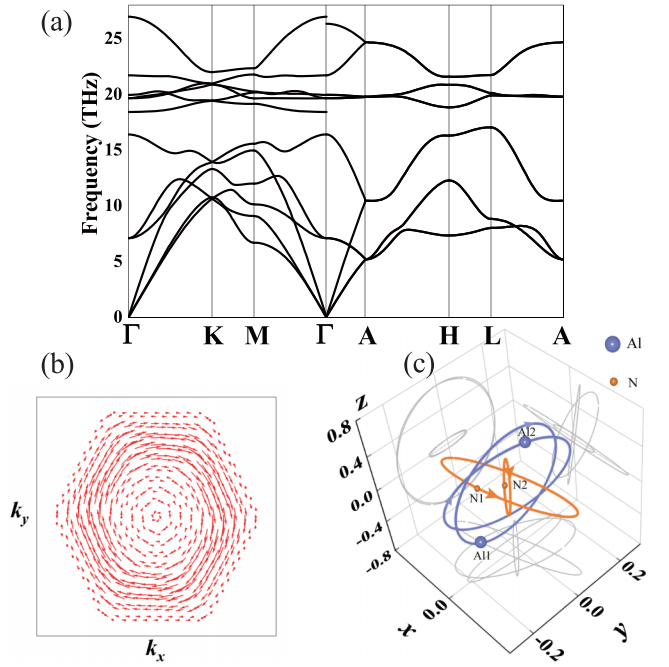 (a)
Frequency (THz)
25
20
15
10
5
0
Γ K M Γ A H L A
(b)
k_y
k_x
(c)
Al
N
z
0.8
0.4
0.0
-0.4
-0.8
Al2
N1
N2
Al1
x
0.0
y
-0.2
0.0
0.2